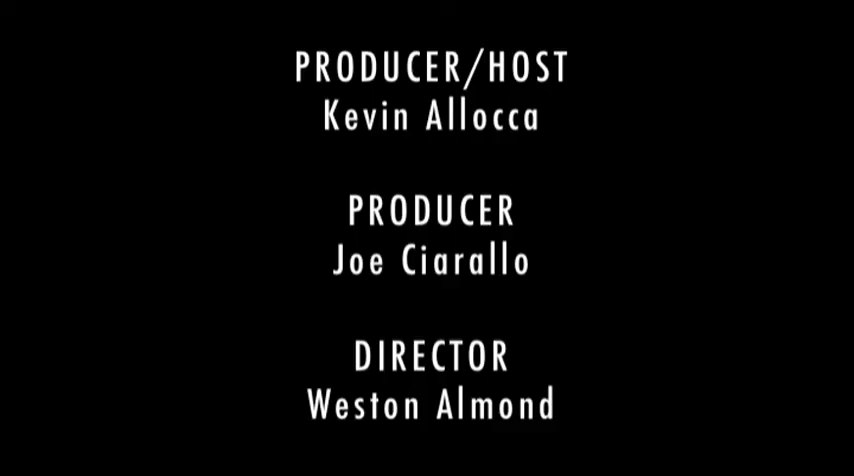 PRODUCER/HOST
Kevin Allocca
PRODUCER
Joe Ciarallo
DIRECTOR
Weston Almond